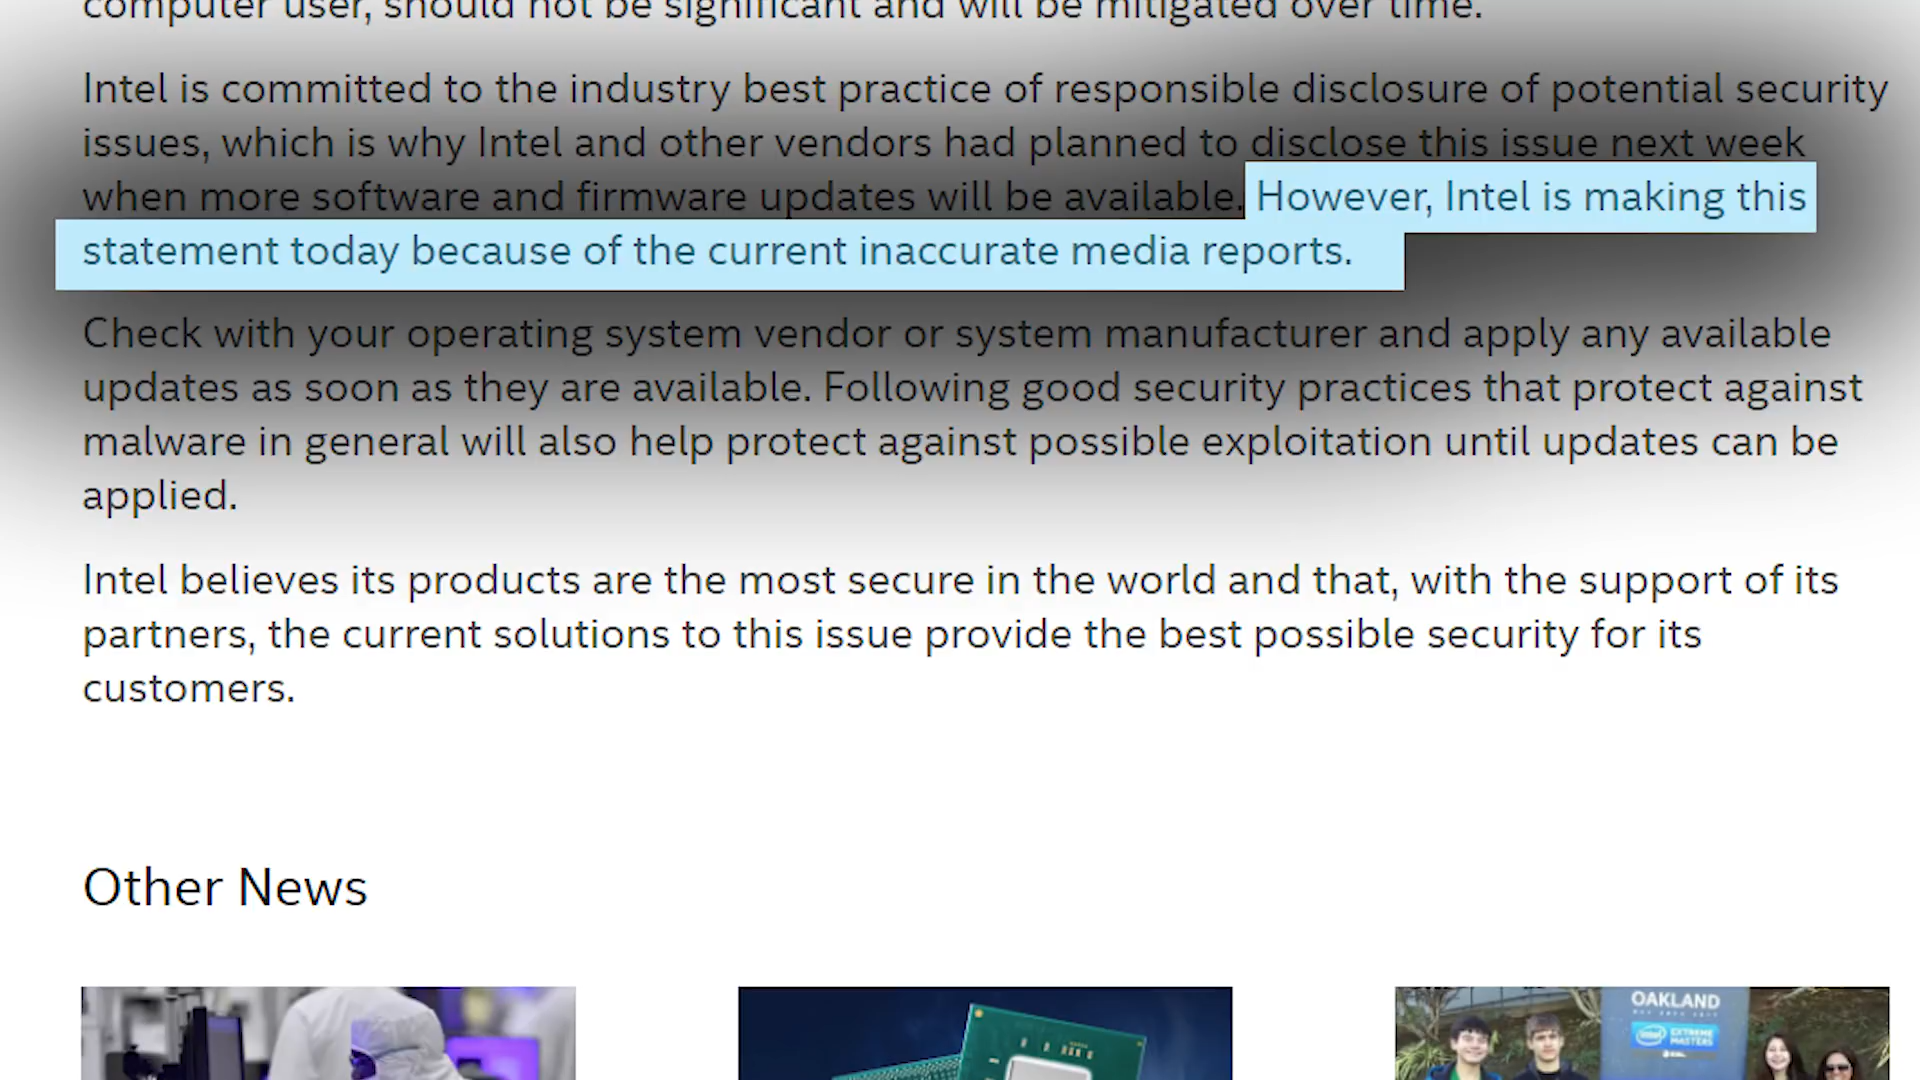 computer user, should not be significant and will be mitigated over time.
Intel is committed to the industry best practice of responsible disclosure of potential security
issues, which is why Intel and other vendors had planned to disclose this issue next week
when more software and firmware updates will be available. However, Intel is making this
statement today because of the current inaccurate media reports.
Check with your operating system vendor or system manufacturer and apply any available
updates as soon as they are available. Following good security practices that protect against
malware in general will also help protect against possible exploitation until updates can be
applied.
Intel believes its products are the most secure in the world and that, with the support of its
partners, the current solutions to this issue provide the best possible security for its
customers.
Other News
OAKLAND
intel EXTREME
MASTERS